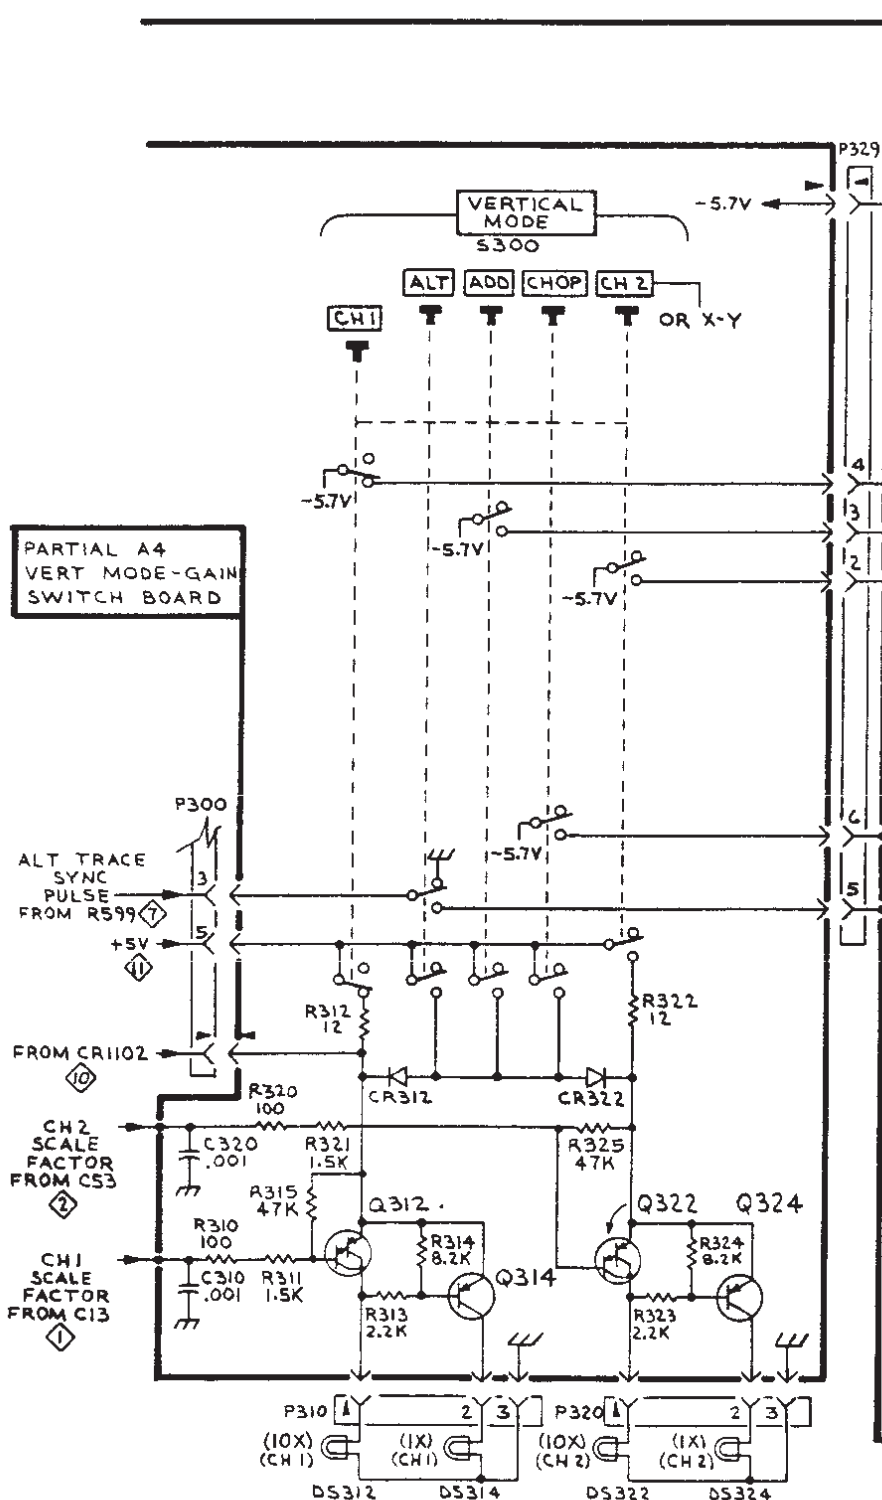 P329
VERTICAL
MODE
S300
-5.7V
ALT
ADD
CHOP
CH 2
CH 1
OR X-Y
-5.7V
4
-5.7V
3
-5.7V
2
PARTIAL A4
VERT MODE-GAIN
SWITCH BOARD
P300
-5.7V
6
ALT TRACE
SYNC
PULSE
FROM R599 7
3
5
+5V
11
5
R312
12
R322
12
FROM CR1102
10
CR312
CR322
R320
100
CH2
SCALE
FACTOR
FROM C53
2
C320
.001
R321
1.5K
R325
47K
R315
47K
Q312
Q322
Q324
R310
100
CH1
SCALE
FACTOR
FROM C13
1
C310
.001
R311
1.5K
R314
8.2K
Q314
R324
8.2K
R313
2.2K
R323
2.2K
P310
1
2
3
P320
1
2
3
(10X)
(CH 1)
(1X)
(CH1)
(10X)
(CH 2)
(1X)
(CH 2)
DS312
DS314
DS322
DS324